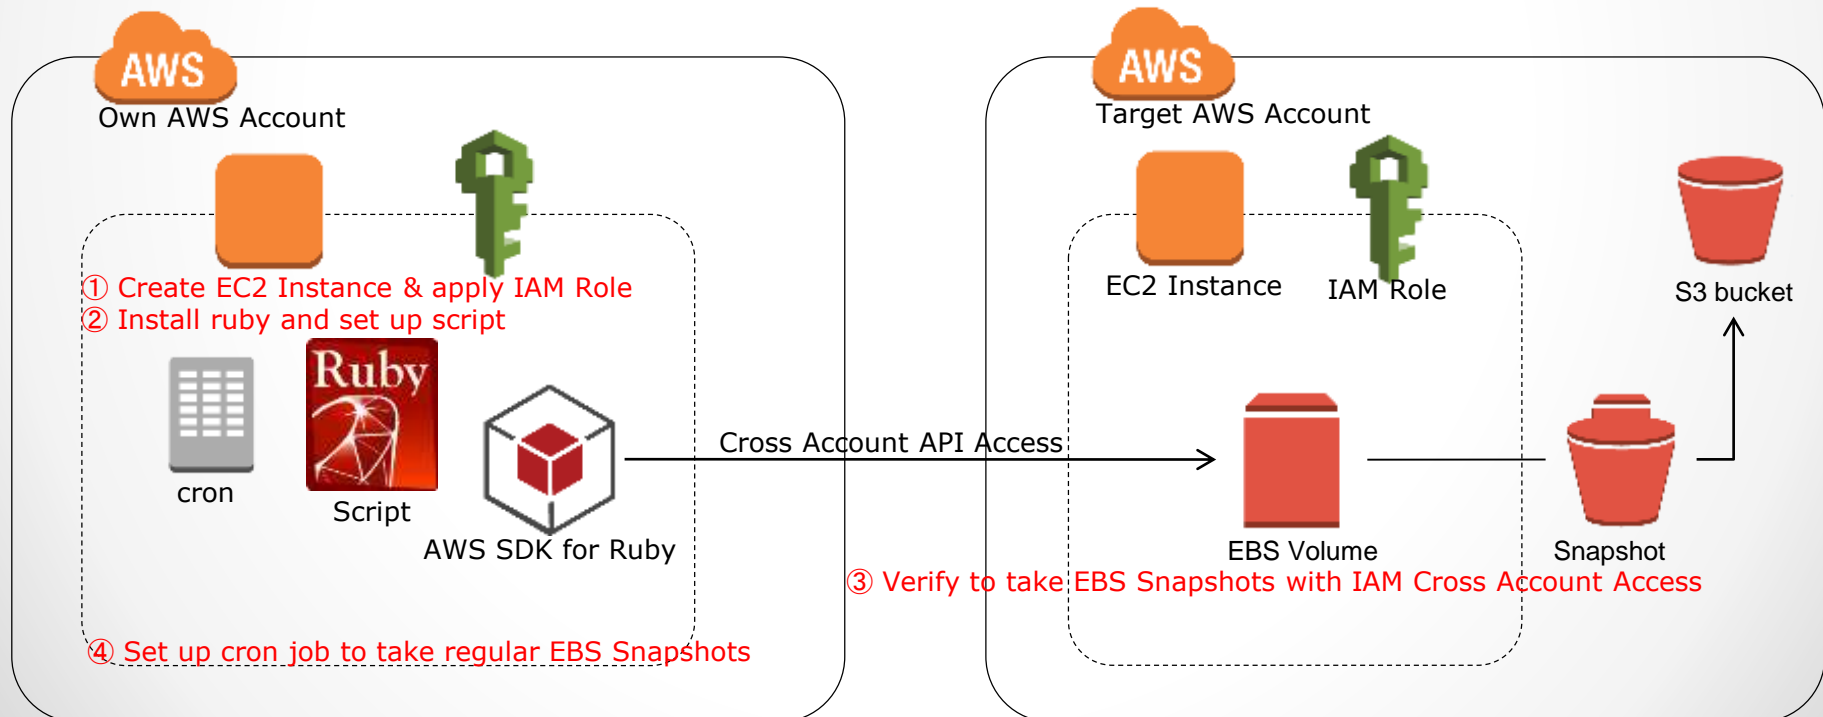 AWS
Own AWS Account
① Create EC2 Instance & apply IAM Role
② Install ruby and set up script
cron
Ruby
Script
AWS SDK for Ruby
④ Set up cron job to take regular EBS Snapshots
Cross Account API Access
AWS
Target AWS Account
EC2 Instance
IAM Role
S3 bucket
EBS Volume
Snapshot
③ Verify to take EBS Snapshots with IAM Cross Account Access